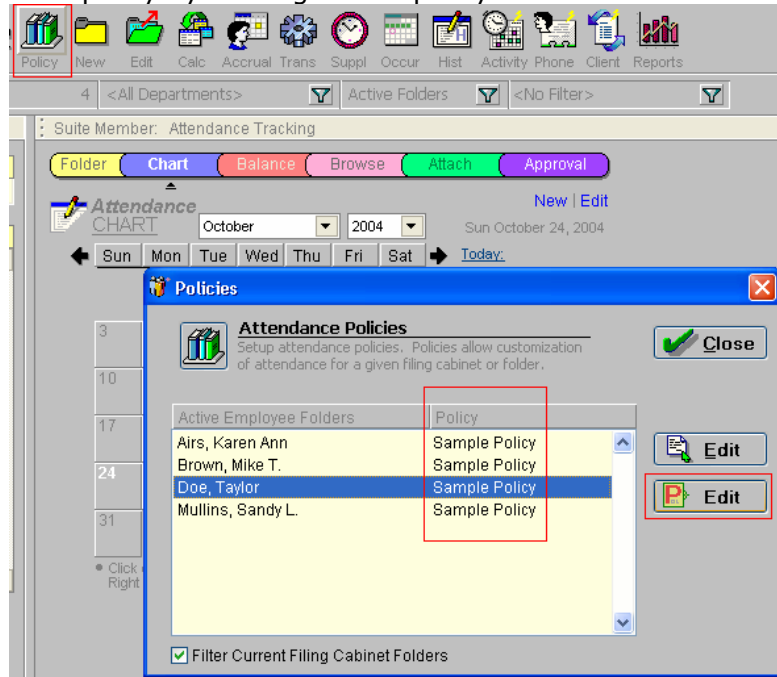 Policy New Edit Calc Accrual Trans Suppl Occur Hist Activity Phone Client Reports
4 <All Departments> Active Folders <No Filter>
Suite Member: Attendance Tracking
Folder Chart Balance Browse Attach Approval
New | Edit
Attendance
CHART October 2004 Sun October 24, 2004
Sun Mon Tue Wed Thu Fri Sat Today:
Policies
3
Attendance Policies
Setup attendance policies. Policies allow customization
of attendance for a given filing cabinet or folder.
Close
10
17
Active Employee Folders Policy
Airs, Karen Ann Sample Policy
Edit
Brown, Mike T. Sample Policy
24
Doe, Taylor Sample Policy
Edit
Mullins, Sandy L. Sample Policy
31
Click
Right
Filter Current Filing Cabinet Folders